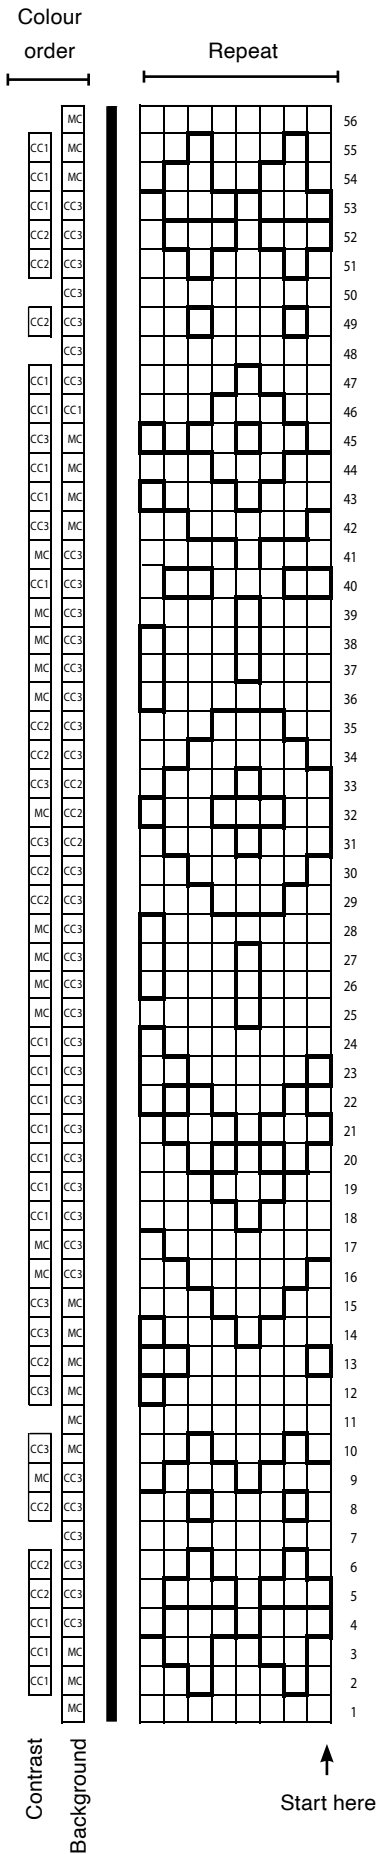 Colour
order
Repeat
MC 56
CC1 MC 55
CC1 MC 54
CC1 CC3 53
CC2 CC3 52
CC2 CC3 51
CC3 50
CC2 CC3 49
CC3 48
CC1 CC3 47
CC1 CC1 46
CC3 MC 45
CC1 MC 44
CC1 MC 43
CC3 MC 42
MC CC3 41
CC1 CC3 40
MC CC3 39
MC CC3 38
MC CC3 37
MC CC3 36
CC2 CC3 35
CC2 CC3 34
CC3 CC2 33
MC CC2 32
CC3 CC2 31
CC2 CC3 30
CC2 CC3 29
MC CC3 28
MC CC3 27
MC CC3 26
MC CC3 25
CC1 CC3 24
CC1 CC3 23
CC1 CC3 22
CC1 CC3 21
CC1 CC3 20
CC1 CC3 19
CC1 CC3 18
MC CC3 17
MC CC3 16
CC3 MC 15
CC3 MC 14
CC2 MC 13
CC3 MC 12
MC 11
CC3 MC 10
MC CC3 9
CC2 CC3 8
CC3 7
CC2 CC3 6
CC2 CC3 5
CC1 CC3 4
CC1 MC 3
CC1 MC 2
MC 1
Contrast
Background
Start here